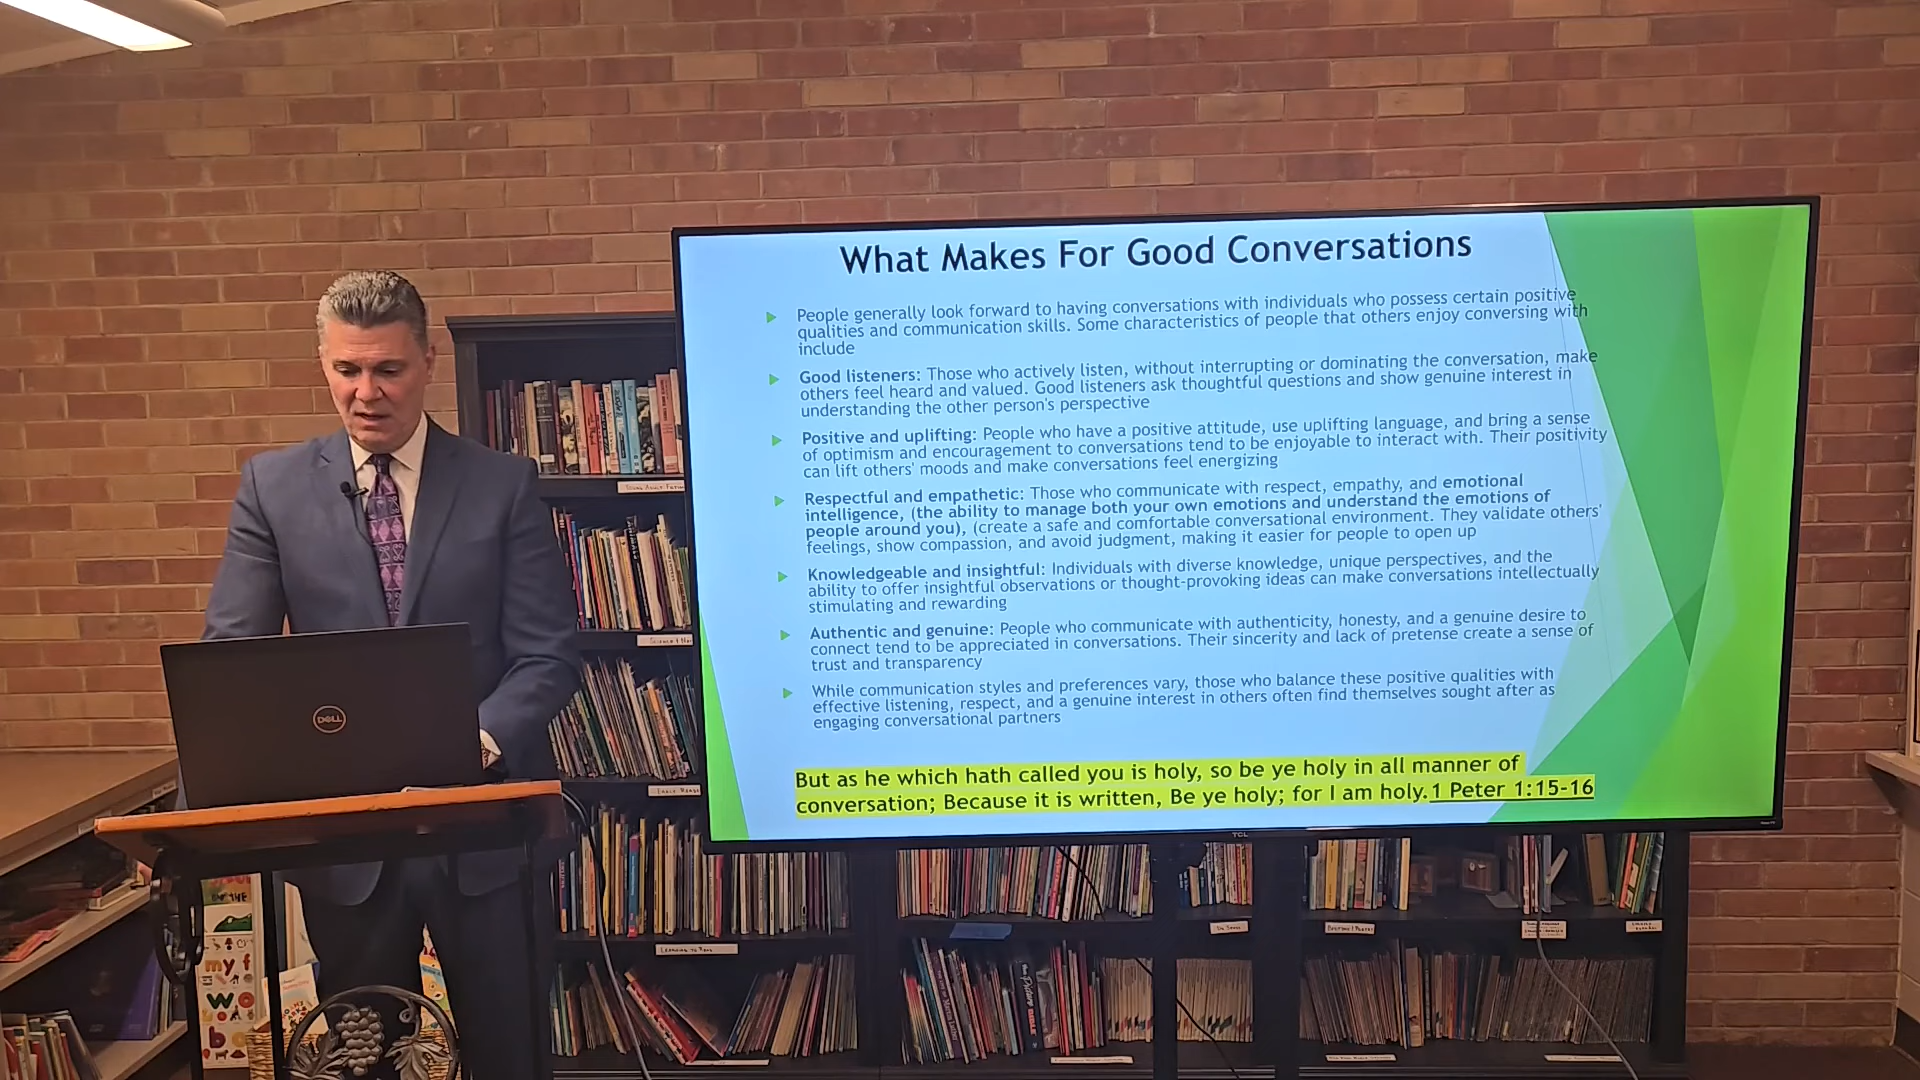 What Makes For Good Conversations
People generally look forward to having conversations with individuals who possess certain positive
qualities and communication skills. Some characteristics of people that others enjoy conversing with
include
Good listeners: Those who actively listen, without interrupting or dominating the conversation, make
others feel heard and valued. Good listeners ask thoughtful questions and show genuine interest in
understanding the other person's perspective
Positive and uplifting: People who have a positive attitude, use uplifting language, and bring a sense
of optimism and encouragement to conversations tend to be enjoyable to interact with. Their positivity
can lift others' moods and make conversations feel energizing
Respectful and empathetic: Those who communicate with respect, empathy, and emotional
intelligence, (the ability to manage both your own emotions and understand the emotions of
people around you), (create a safe and comfortable conversational environment. They validate others'
feelings, show compassion, and avoid judgment, making it easier for people to open up
Knowledgeable and insightful: Individuals with diverse knowledge, unique perspectives, and the
ability to offer insightful observations or thought-provoking ideas can make conversations intellectually
stimulating and rewarding
Authentic and genuine: People who communicate with authenticity, honesty, and a genuine desire to
connect tend to be appreciated in conversations. Their sincerity and lack of pretense create a sense of
trust and transparency
While communication styles and preferences vary, those who balance these positive qualities with
effective listening, respect, and a genuine interest in others often find themselves sought after as
engaging conversational partners
But as he which hath called you is holy, so be ye holy in all manner of
conversation; Because it is written, Be ye holy; for I am holy.1 Peter 1:15-16
TCL
DELL
Learning to Read
my f
wo